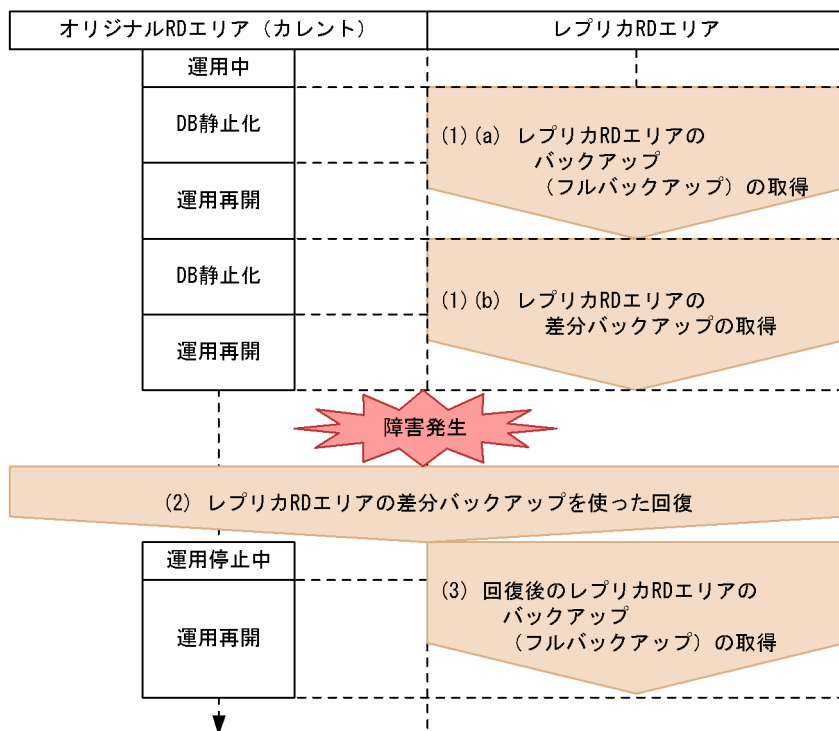 オリジナルRDエリア（カレント）
レプリカRDエリア
運用中
DB静止化
(1)(a) レプリカRDエリアの
バックアップ
（フルバックアップ）の取得
運用再開
DB静止化
(1)(b) レプリカRDエリアの
差分バックアップの取得
運用再開
障害発生
(2) レプリカRDエリアの差分バックアップを使った回復
運用停止中
(3) 回復後のレプリカRDエリアの
バックアップ
（フルバックアップ）の取得
運用再開